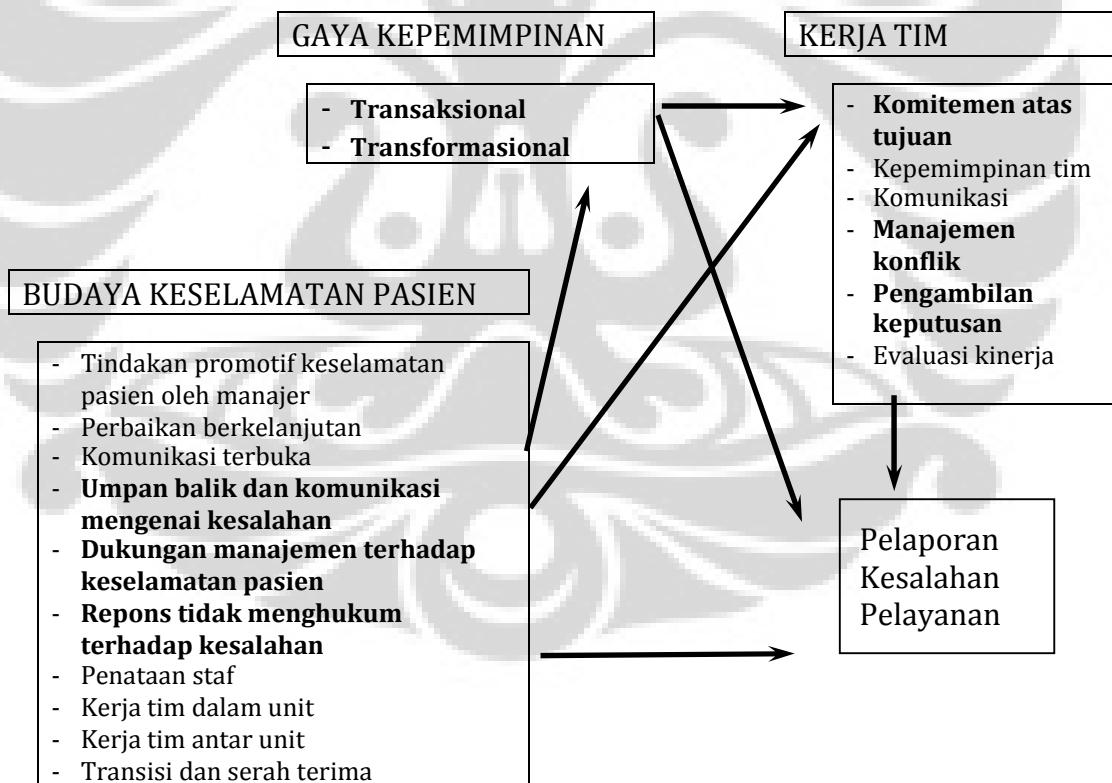 GAYA KEPEMIMPINAN
- Transaksional
- Transformasional
KERJA TIM
- Komitemen atas
tujuan
- Kepemimpinan tim
- Komunikasi
- Manajemen
konflik
- Pengambilan
keputusan
- Evaluasi kinerja
BUDAYA KESELAMATAN PASIEN
- Tindakan promotif keselamatan
pasien oleh manajer
- Perbaikan berkelanjutan
- Komunikasi terbuka
- Umpan balik dan komunikasi
mengenai kesalahan
- Dukungan manajemen terhadap
keselamatan pasien
- Repons tidak menghukum
terhadap kesalahan
- Penataan staf
- Kerja tim dalam unit
- Kerja tim antar unit
- Transisi dan serah terima
Pelaporan
Kesalahan
Pelayanan